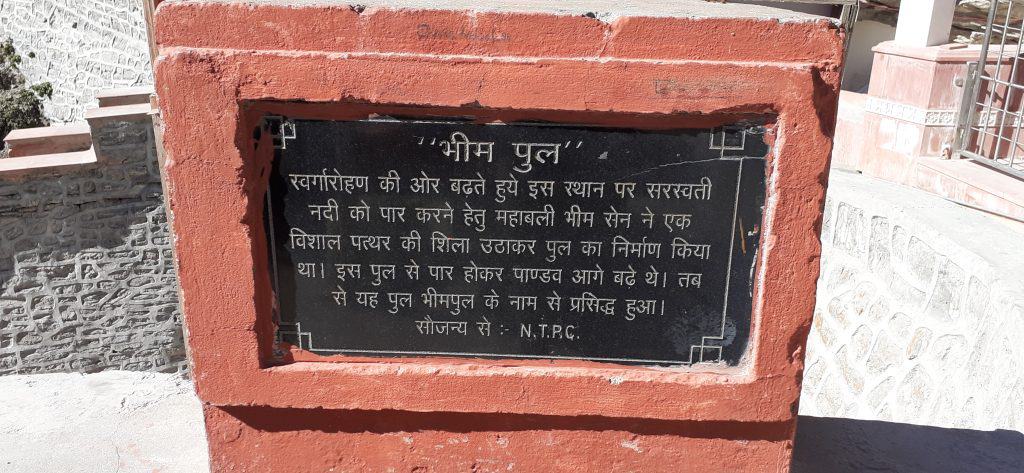 "भीम पुल"
स्वर्गारोहण की ओर बढते हुये इस स्थान पर सरस्वती
नदी को पार करने हेतु महाबली भीम सेन ने एक
विशाल पत्थर की शिला उठाकर पुल का निर्माण किया
था। इस पुल से पार होकर पाण्डव आगे बढे थे। तब
से यह पुल भीमपुल के नाम से प्रसिद्ध हुआ।
सौजन्य से :- N.T.P.C.